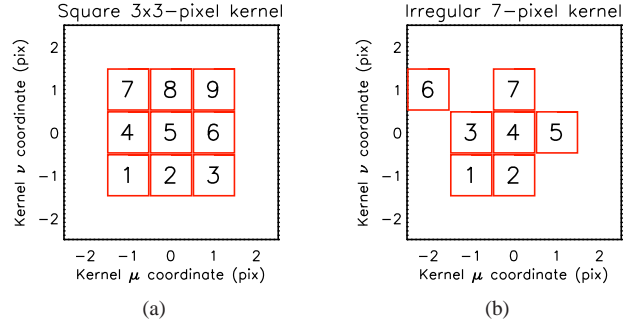 Square 3x3-pixel kernel
Kernel ν coordinate (pix)
2
1
0
-1
-2
7 8 9
4 5 6
1 2 3
-2 -1 0 1 2
Kernel μ coordinate (pix)
(a)
Irregular 7-pixel kernel
Kernel ν coordinate (pix)
2
1
0
-1
-2
6 7
3 4 5
1 2
-2 -1 0 1 2
Kernel μ coordinate (pix)
(b)